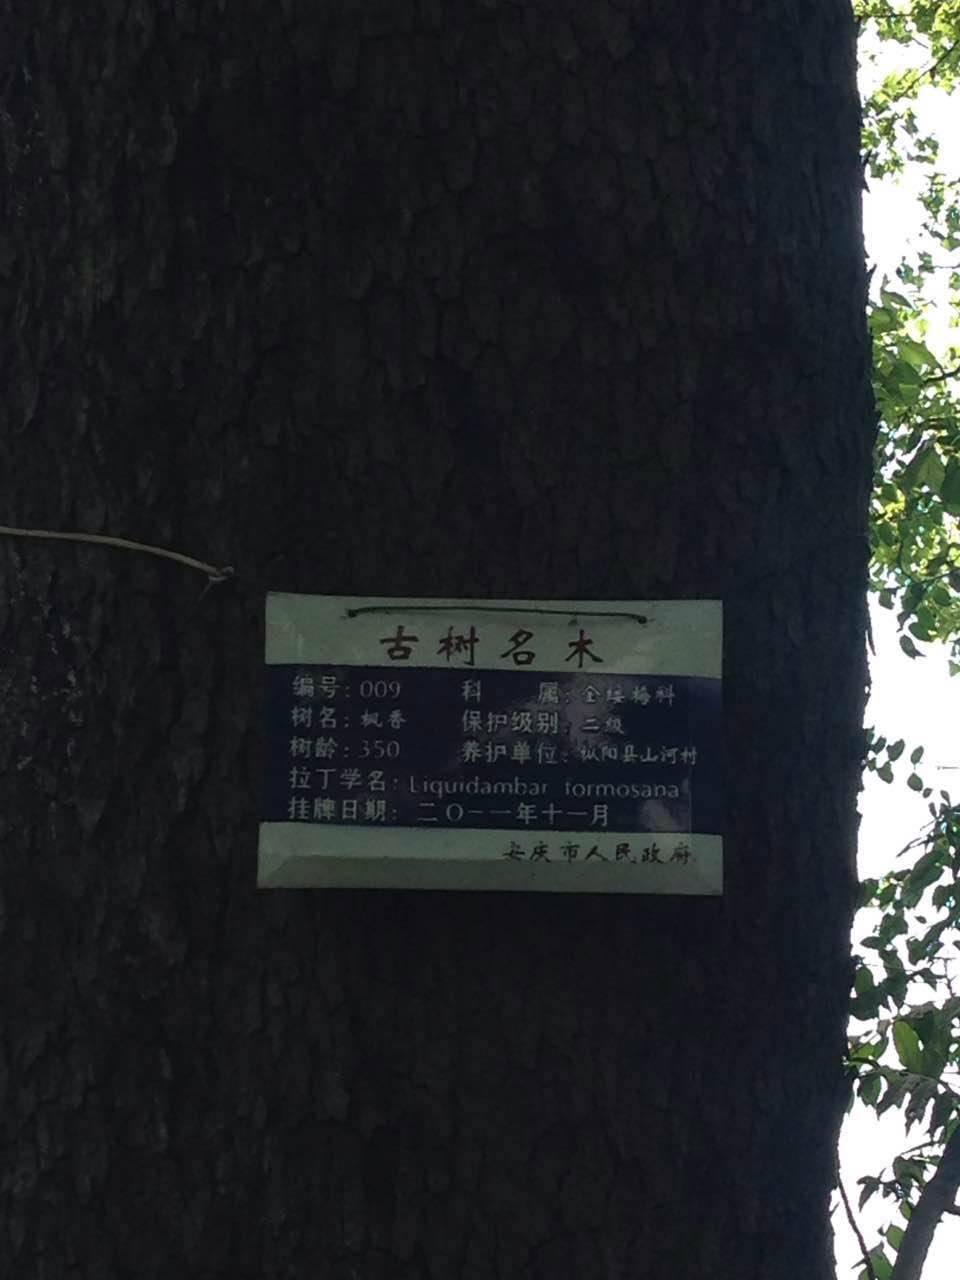 古树名木
编号: 009 科 属: 金缕梅科
树名: 枫香 保护级别: 二级
树龄: 350 养护单位: 枞阳县山河村
拉丁学名: Liquidambar formosana
挂牌日期: 二〇一一年十一月
安庆市人民政府